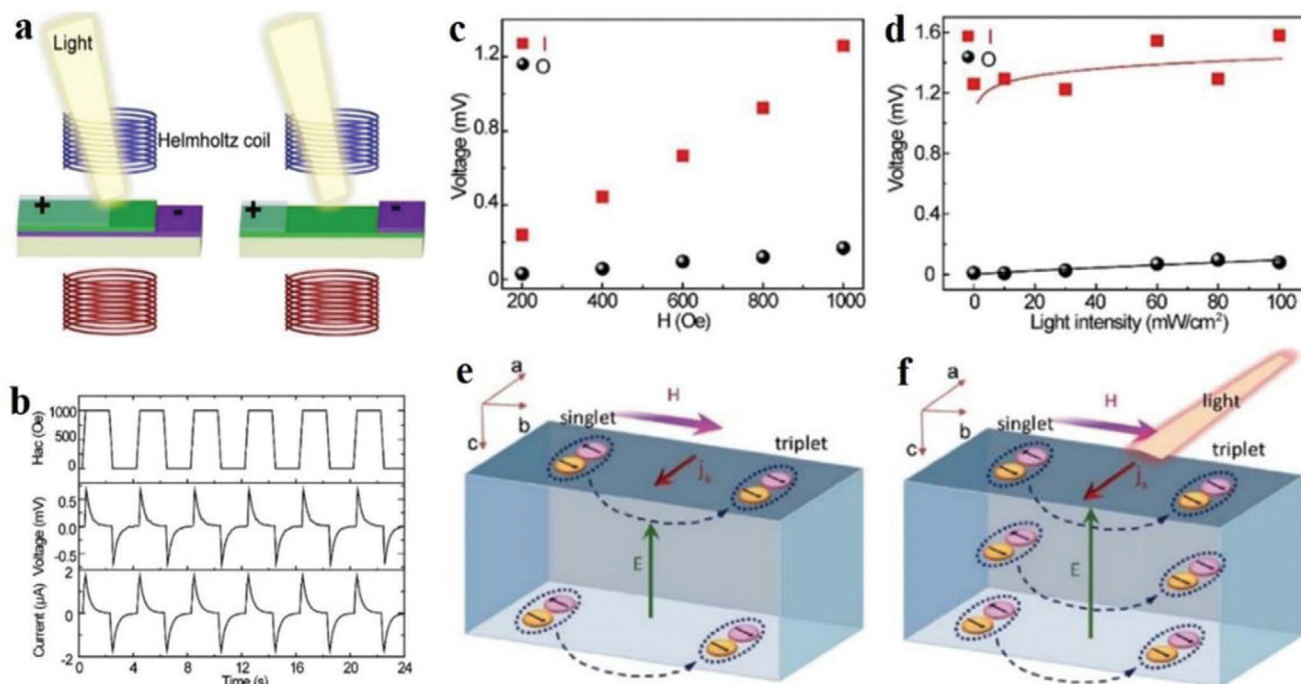 a
Light
Helmholtz coil
+
-
+
-
b
Hac (Oe)
1000
500
0
Voltage (mV)
0.5
0.0
-0.5
Current (μA)
2
0
-2
0 4 8 12 16 20 24
Time (s)
c
I
O
Voltage (mV)
1.2
0.8
0.4
0
200 400 600 800 1000
H (Oe)
d
I
O
Voltage (mV)
1.6
1.2
0.8
0.4
0
0 20 40 60 80 100
Light intensity (mW/cm²)
e
a
b
c
H
singlet
triplet
js
E
f
a
b
c
H
light
singlet
triplet
js
E